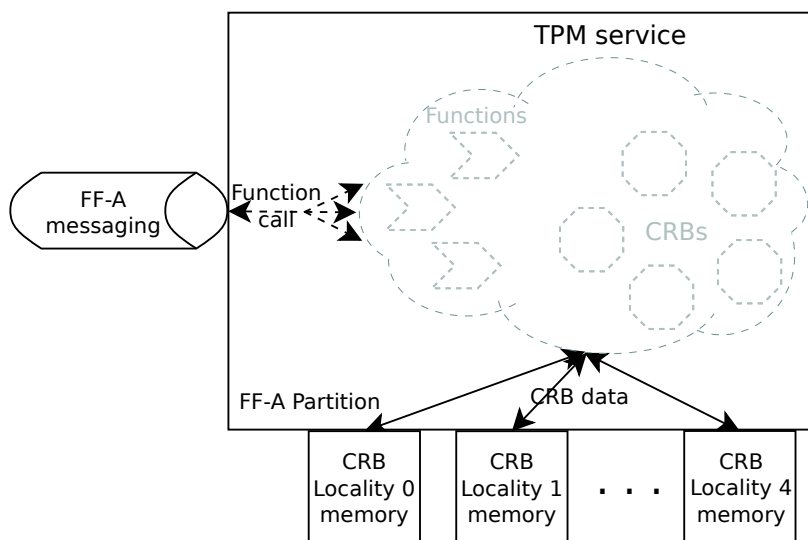 TPM service
Functions
FF-A
messaging
Function
call
CRBs
FF-A Partition
CRB data
CRB
Locality 0
memory
CRB
Locality 1
memory
. . .
CRB
Locality 4
memory